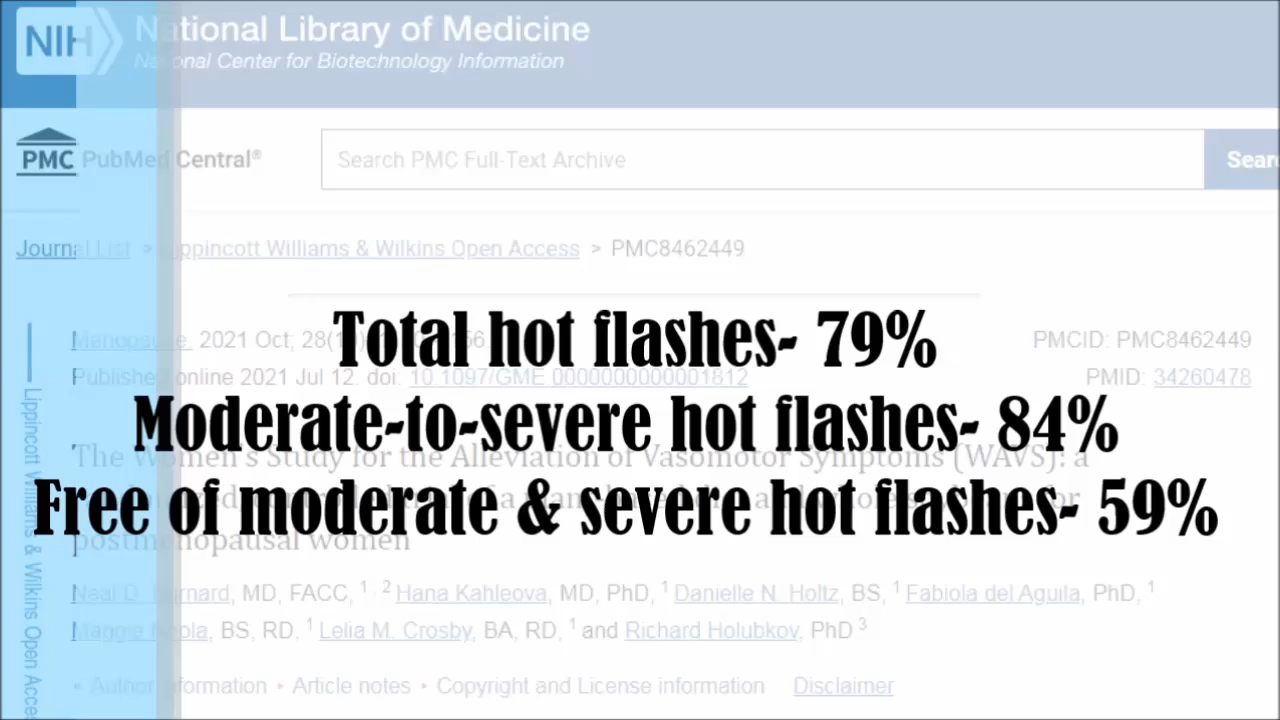 NIH National Library of Medicine
National Center for Biotechnology Information
PMC PubMed Central®
Search PMC Full-Text Archive
Sear
Journal List > Lippincott Williams & Wilkins Open Access > PMC8462449
Menopause. 2021 Oct; 28(
PMCID: PMC8462449
Total hot flashes- 79%
Published online 2021 Jul 12. doi: 10.1097/GME.0000000000001812
PMID: 34260478
Moderate-to-severe hot flashes- 84%
The Women's Study for the Alleviation of Vasomotor Symptoms (WAVS): a
Free of moderate & severe hot flashes- 59%
postmenopausal women
Neal D. Barnard, MD, FACC, 1, 2 Hana Kahleova, MD, PhD, 1 Danielle N. Holtz, BS, 1 Fabiola del Aguila, PhD, 1
BS, RD, 1 Lelia M. Crosby, BA, RD, 1 and Richard Holubkov, PhD 3
Author information • Article notes • Copyright and License information Disclaimer
Lippincott Williams & Wilkins Open Acces